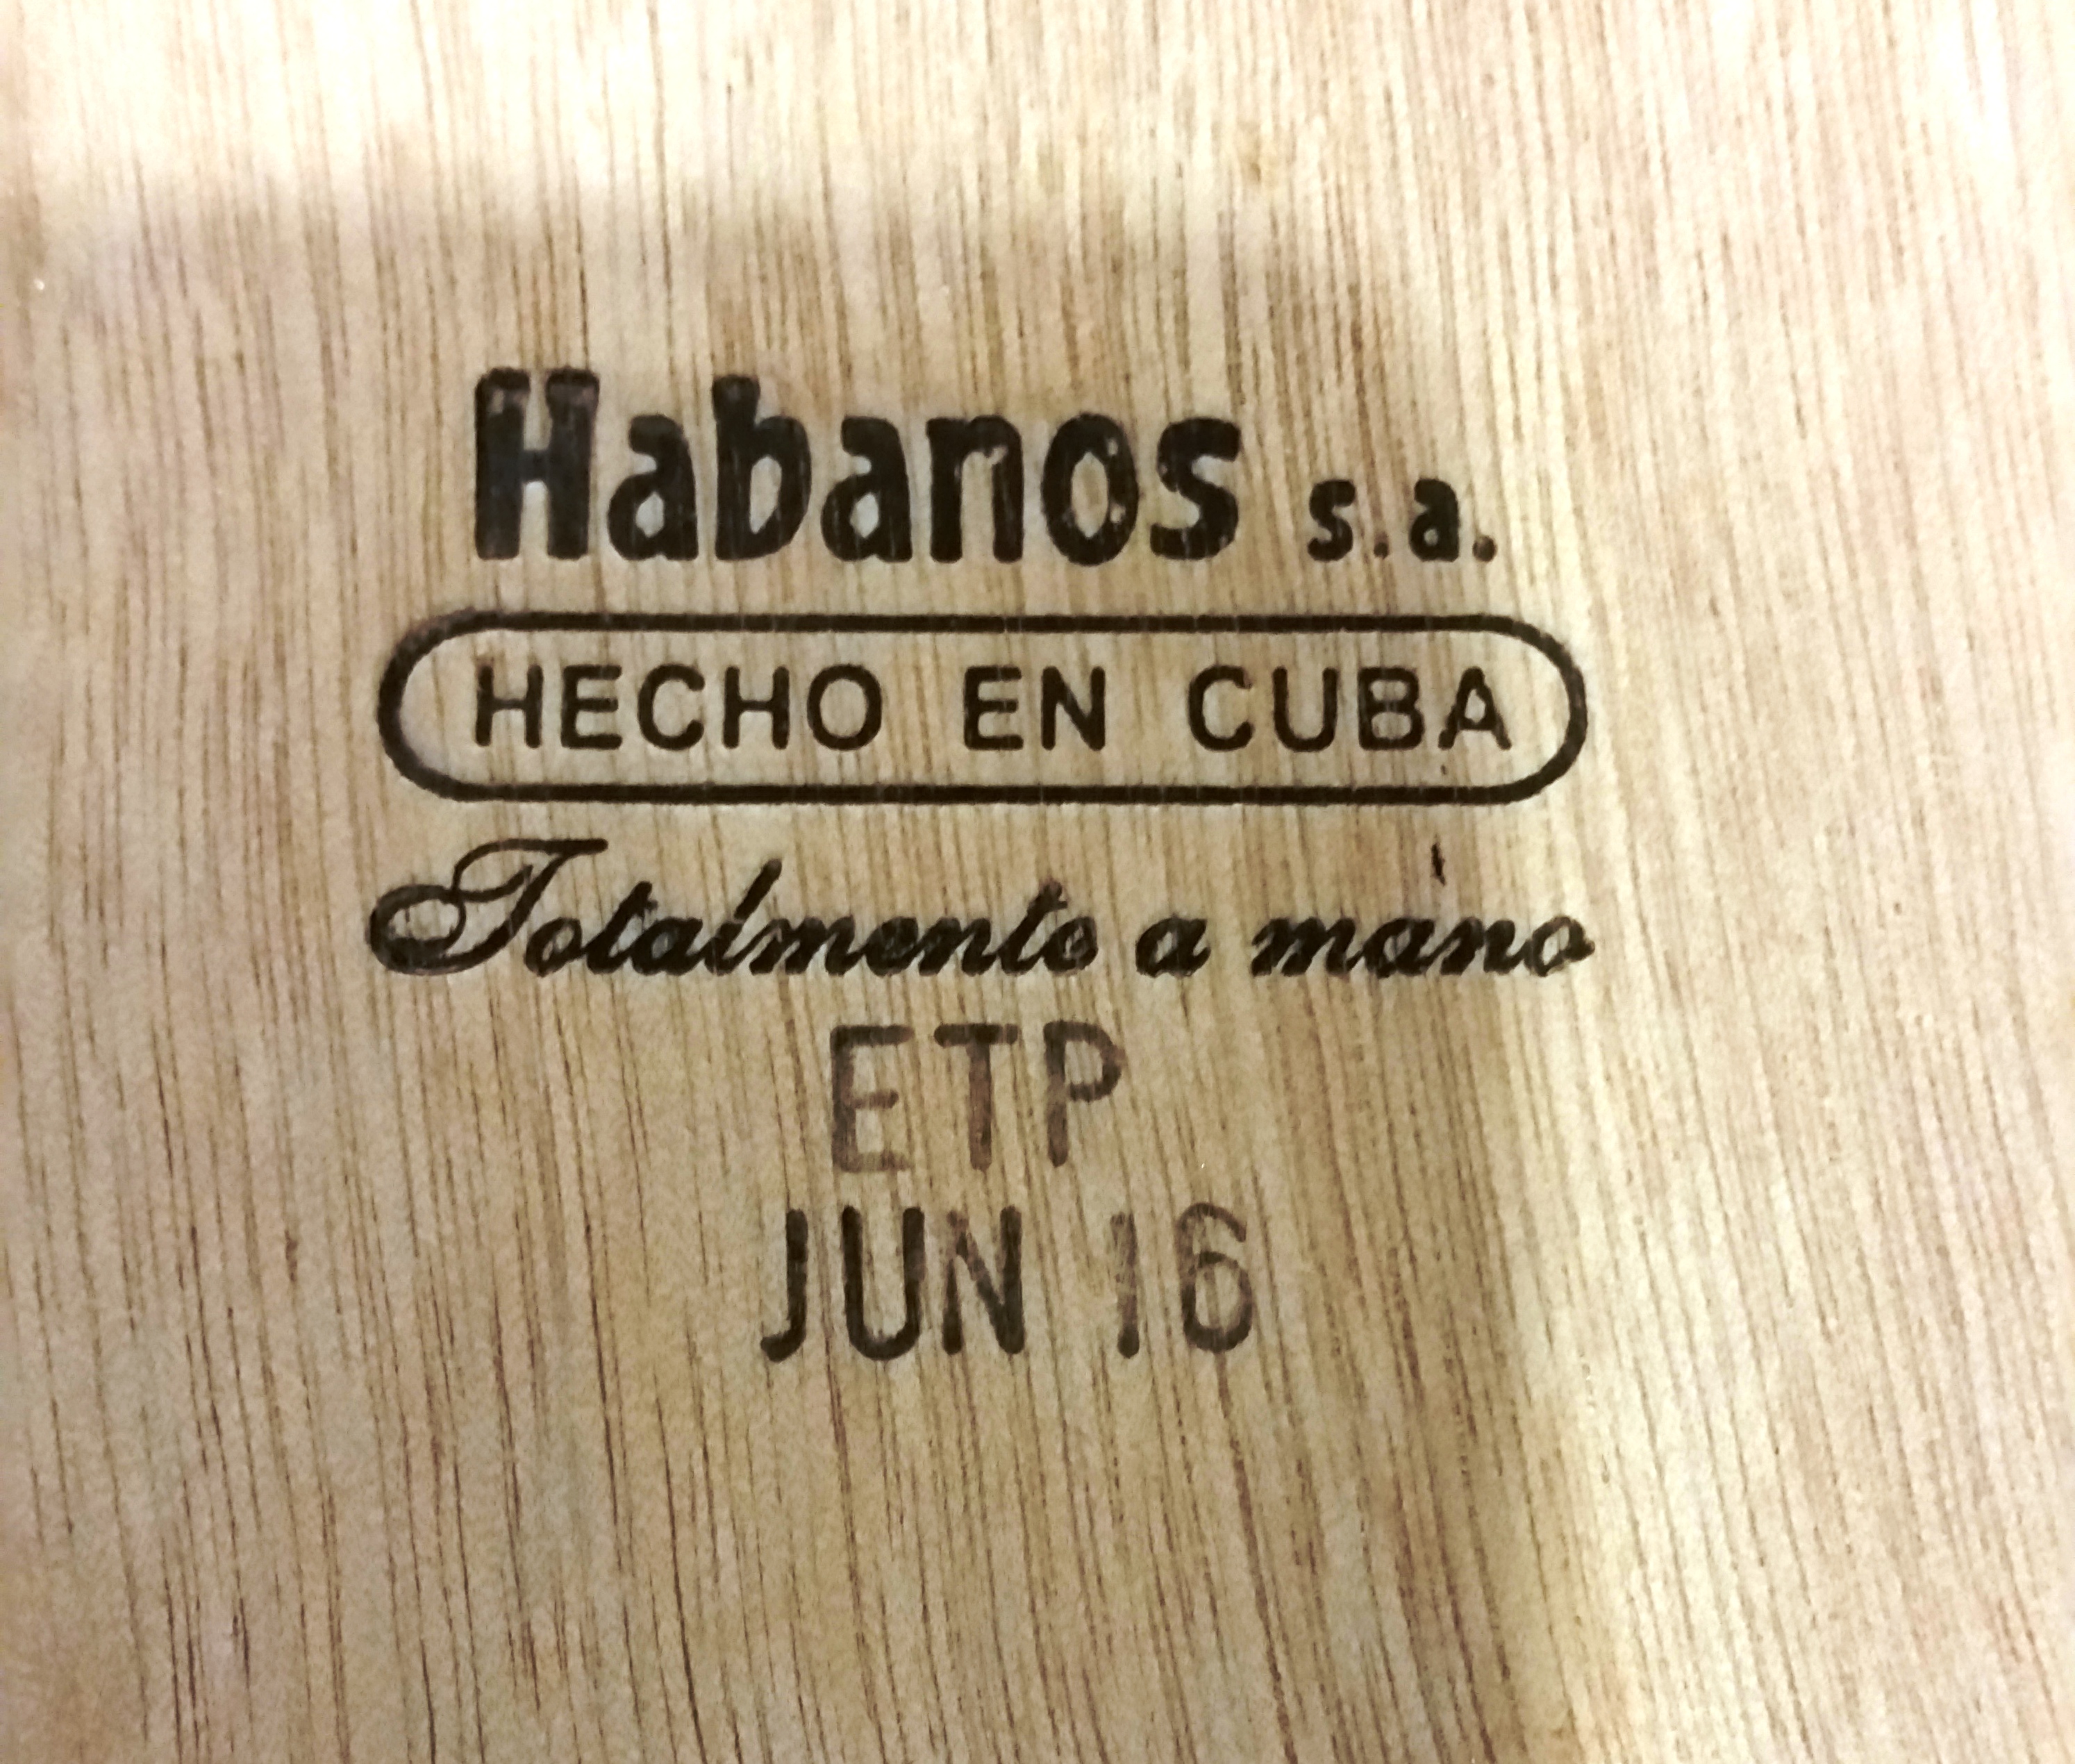 Habanos s.a.
HECHO EN CUBA
Totalmente a mano
ETP
JUN 16